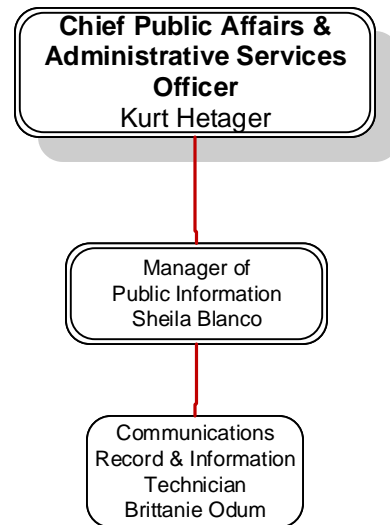 Chief Public Affairs &
Administrative Services
Officer
Kurt Hetager
Manager of
Public Information
Sheila Blanco
Communications
Record & Information
Technician
Brittanie Odum